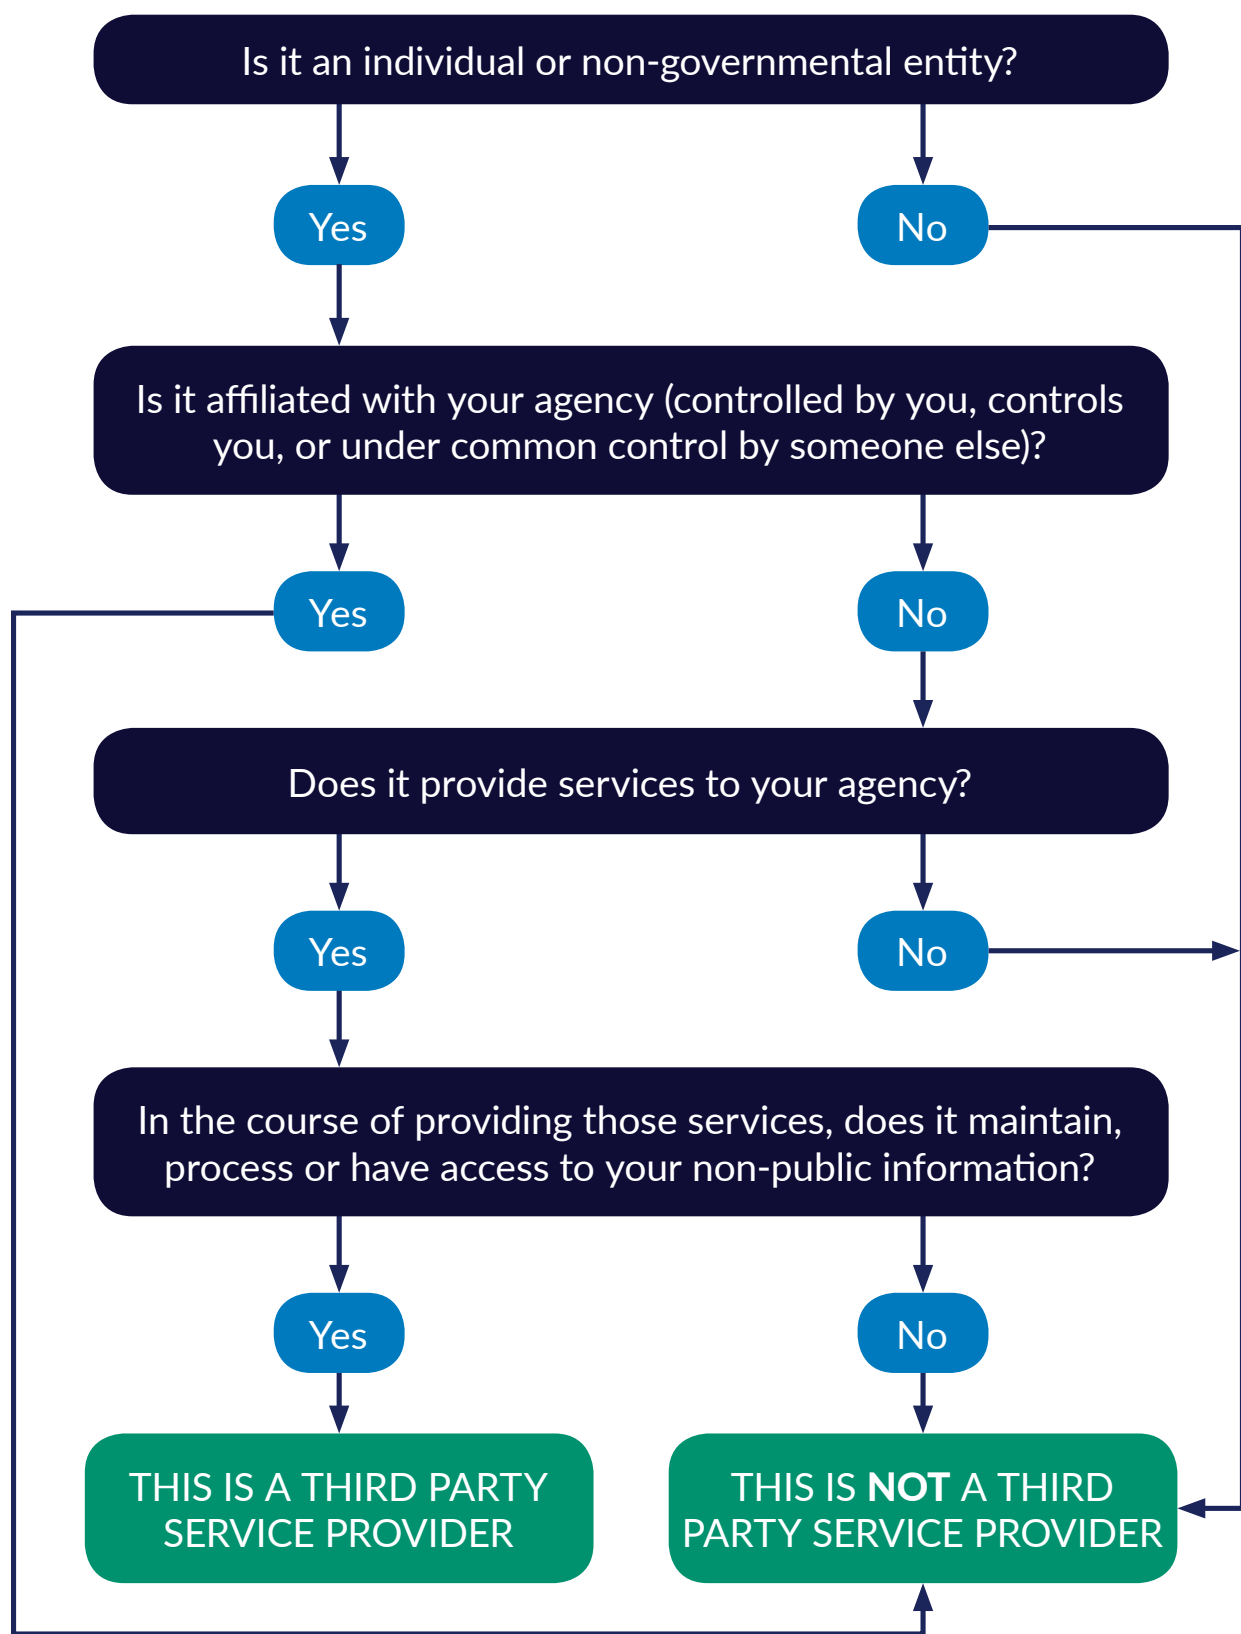 Is it an individual or non-governmental entity?
Yes
No
Is it affiliated with your agency (controlled by you, controls
you, or under common control by someone else)?
Yes
No
Does it provide services to your agency?
Yes
No
In the course of providing those services, does it maintain,
process or have access to your non-public information?
Yes
No
THIS IS A THIRD PARTY
SERVICE PROVIDER
THIS IS NOT A THIRD
PARTY SERVICE PROVIDER